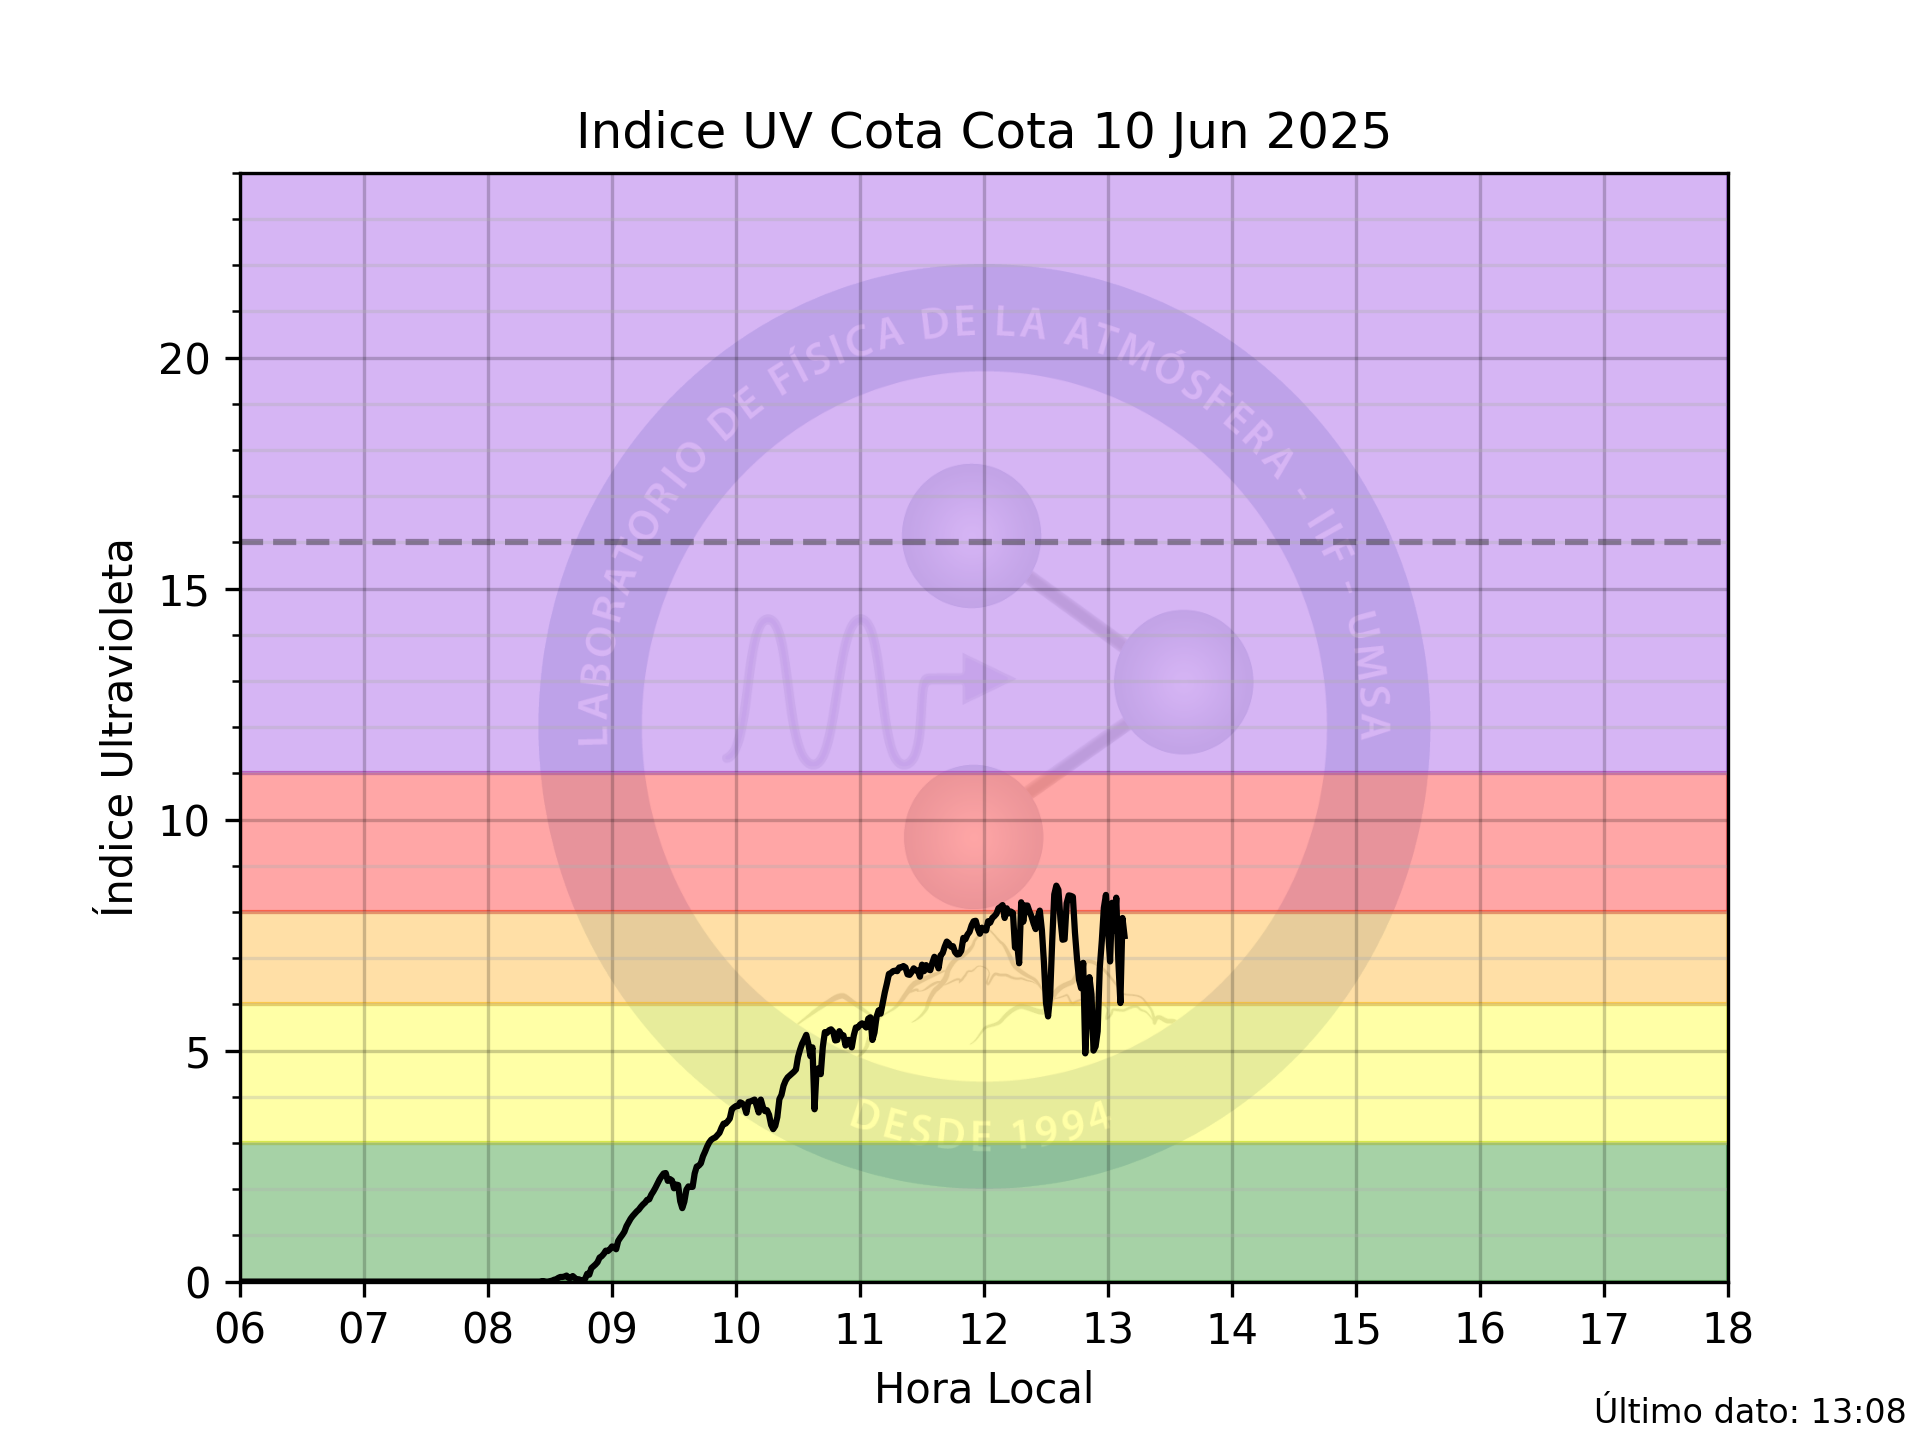 Indice UV Cota Cota 10 Jun 2025
Índice Ultravioleta
20
15
10
5
0
LABORATORIO DE FÍSICA DE LA ATMÓSFERA - IIF - UMSA
DESDE 1994
06 07 08 09 10 11 12 13 14 15 16 17 18
Hora Local
Último dato: 13:08